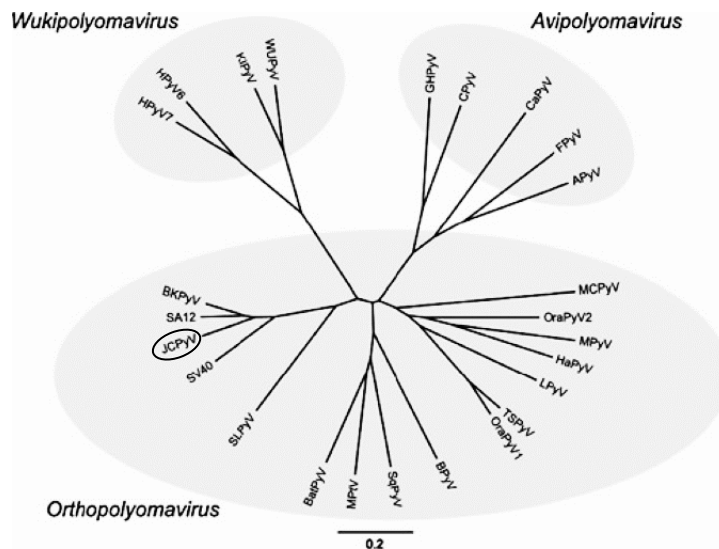 Wukipolyomavirus
Avipolyomavirus
HPyV7
HPyV6
KIPyV
WUPyV
GHPyV
CPyV
CaPyV
FPyV
APyV
BKPyV
SA12
JCPyV
SV40
SLPyV
BatPyV
MPtV
SqPyV
BPyV
OraPyV1
TSPyV
LPyV
HaPyV
MPyV
OraPyV2
MCPyV
Orthopolyomavirus
0.2